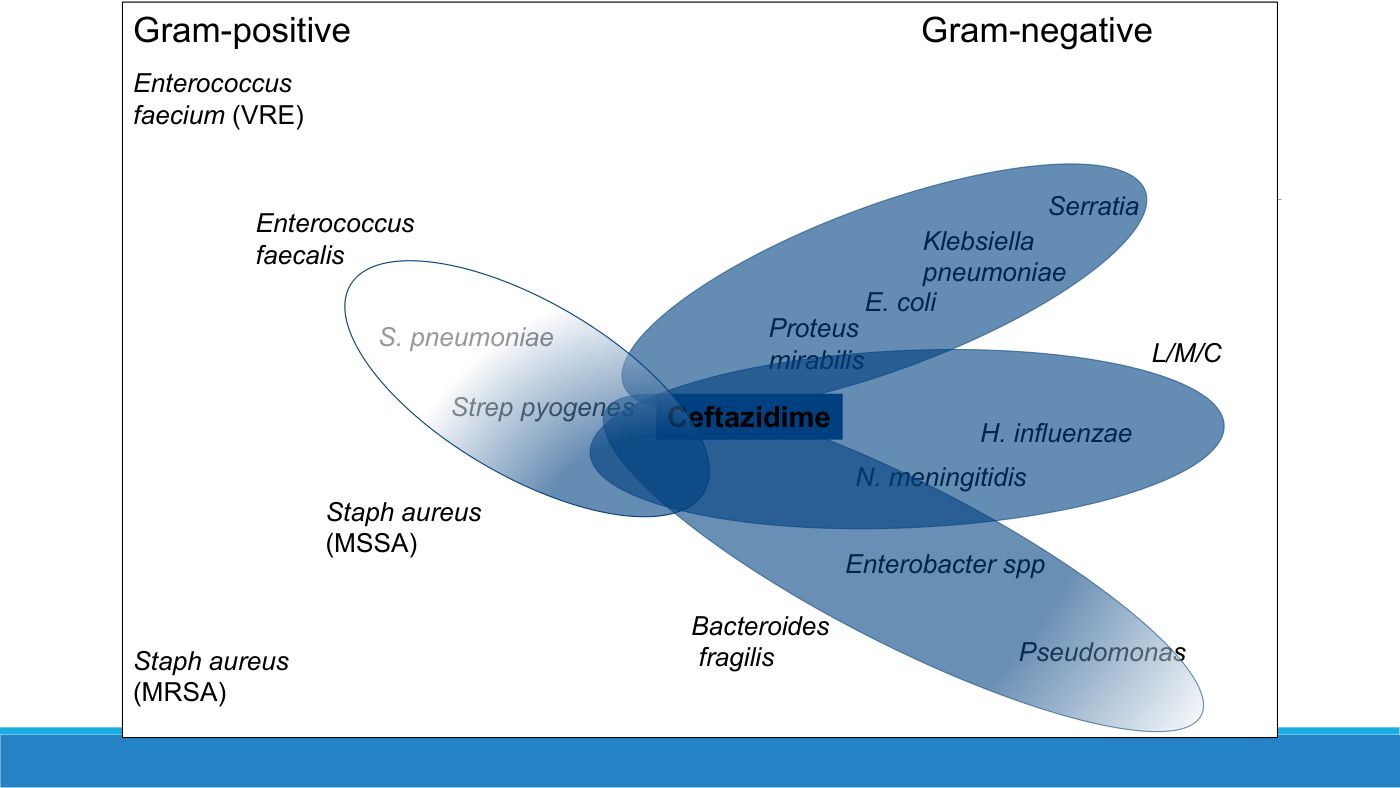 Gram-positive
Gram-negative
Enterococcus
faecium (VRE)
Serratia
Enterococcus
faecalis
Klebsiella
pneumoniae
E. coli
Proteus
mirabilis
S. pneumoniae
L/M/C
Strep pyogenes
Ceftazidime
H. influenzae
N. meningitidis
Staph aureus
(MSSA)
Enterobacter spp
Bacteroides
fragilis
Pseudomonas
Staph aureus
(MRSA)